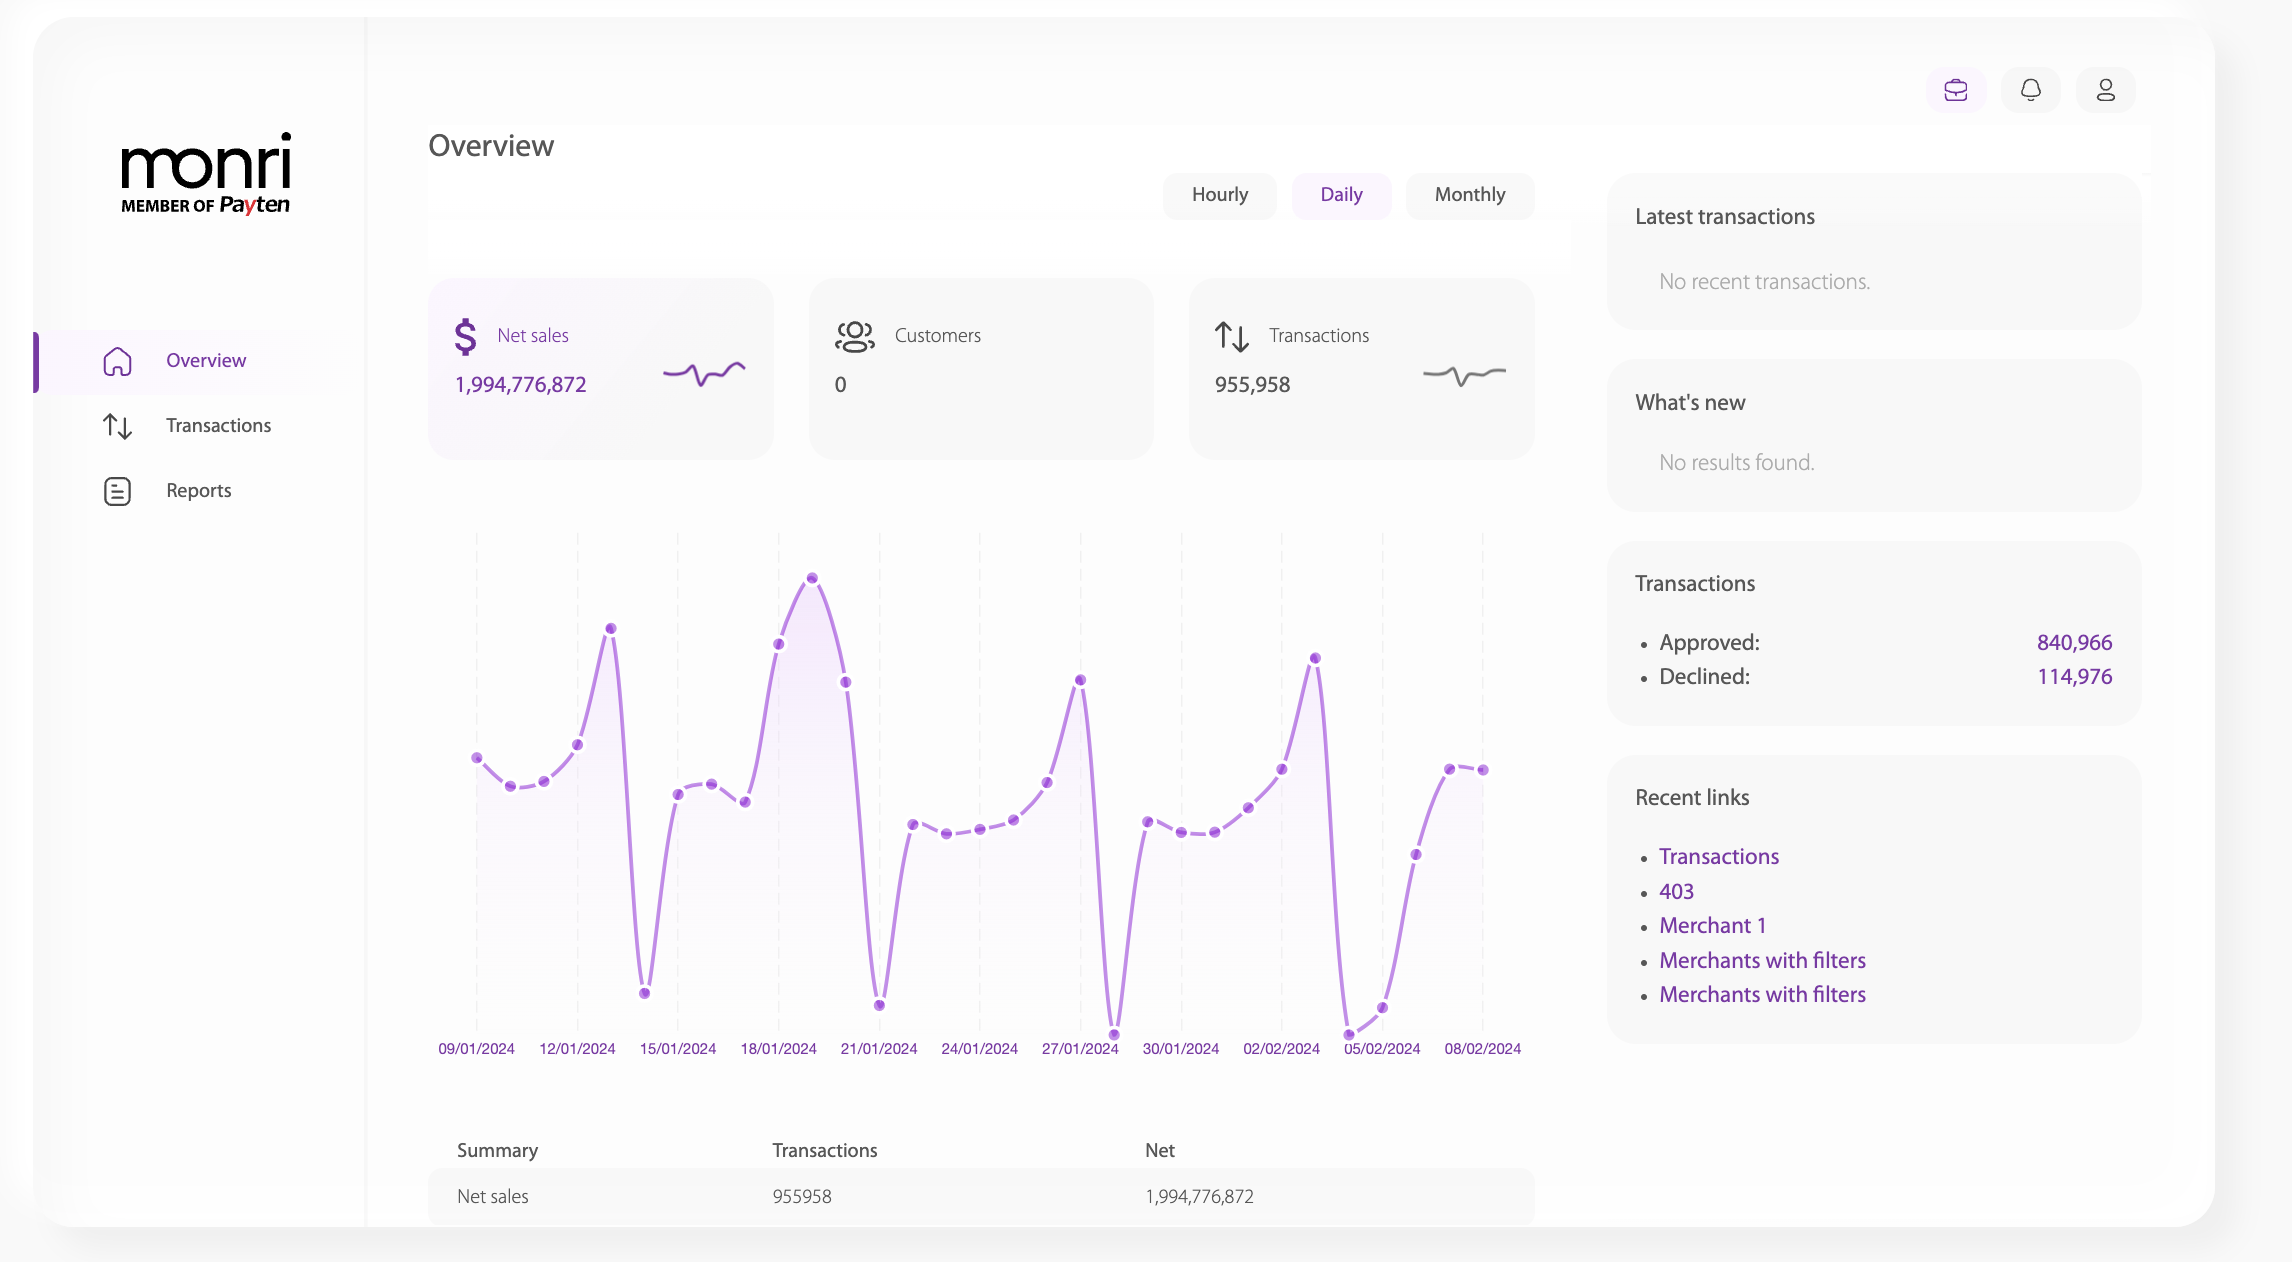 monri
MEMBER OF Payten
Overview
Transactions
Reports
Overview
Hourly
Daily
Monthly
$ Net sales
1,994,776,872
Customers
0
Transactions
955,958
09/01/2024 12/01/2024 15/01/2024 18/01/2024 21/01/2024 24/01/2024 27/01/2024 30/01/2024 02/02/2024 05/02/2024 08/02/2024
Summary Transactions Net
Net sales 955958 1,994,776,872
Latest transactions
No recent transactions.
What's new
No results found.
Transactions
• Approved: 840,966
• Declined: 114,976
Recent links
• Transactions
• 403
• Merchant 1
• Merchants with filters
• Merchants with filters